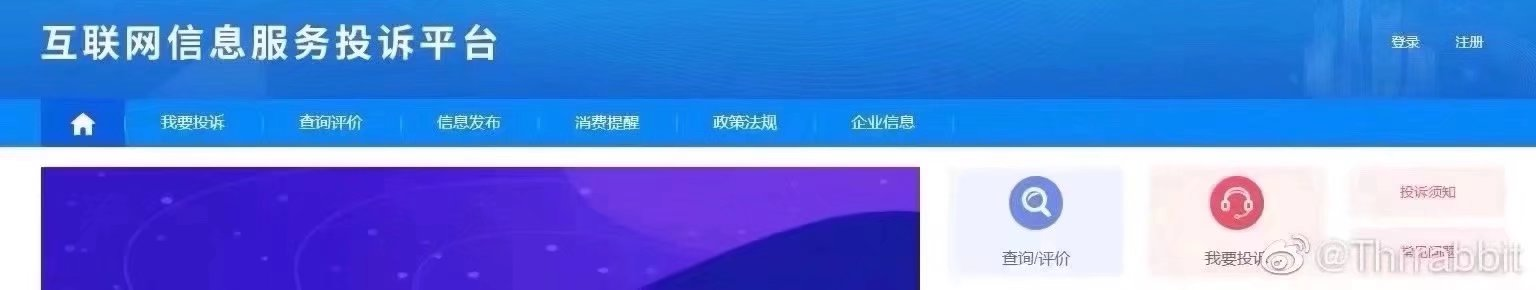 互联网信息服务投诉平台
登录 注册
我要投诉 查询评价 信息发布 消费提醒 政策法规 企业信息
投诉须知
查询/评价 我要投诉 常见问题
@Thrrabbit